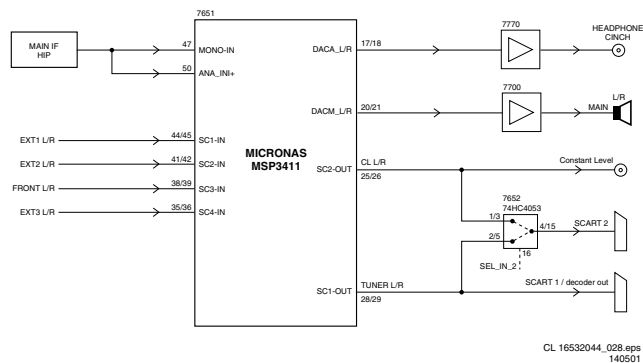 7651
MAIN IF
HIP
47
MONO-IN
50
ANA_INI+
EXT1 L/R
44/45
SC1-IN
EXT2 L/R
41/42
SC2-IN
FRONT L/R
38/39
SC3-IN
EXT3 L/R
35/36
SC4-IN
MICRONAS
MSP3411
DACA_L/R
17/18
7770
HEADPHONE
CINCH
DACM_L/R
20/21
7700
L/R
MAIN
SC2-OUT
CL L/R
25/26
Constant Level
7652
74HC4053
1/3
2/5
4/15
SCART 2
16
SEL_IN_2
SC1-OUT
TUNER L/R
28/29
SCART 1 / decoder out
CL 16532044_028.eps
140501